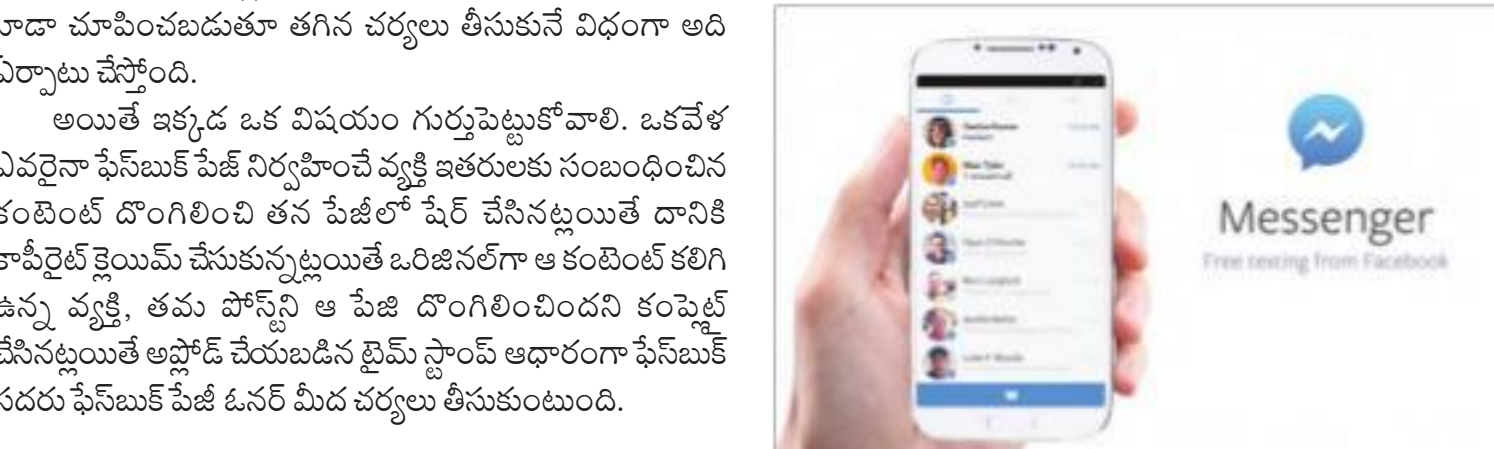 కూడా చూపించబడుతూ తగిన చర్యలు తీసుకునే విధంగా అది
ఏర్పాటు చేస్తోంది.
అయితే ఇక్కడ ఒక విషయం గుర్తుపెట్టుకోవాలి. ఒకవేళ
ఎవరైనా ఫేస్‌బుక్ పేజ్ నిర్వహించే వ్యక్తి ఇతరులకు సంబంధించిన
కంటెంట్ దొంగిలించి తన పేజీలో షేర్ చేసినట్లయితే దానికి
కాపీరైట్ క్లెయిమ్ చేసుకున్నట్లయితే ఒరిజినల్‌గా ఆ కంటెంట్ కలిగి
ఉన్న వ్యక్తి, తమ పోస్ట్‌ని ఆ పేజి దొంగిలించిందని కంప్లైట్
చేసినట్లయితే అప్లోడ్ చేయబడిన టైమ్ స్టాంప్ ఆధారంగా ఫేస్‌బుక్
సదరు ఫేస్‌బుక్ పేజీ ఓనర్ మీద చర్యలు తీసుకుంటుంది.
Messenger
Free texting from Facebook